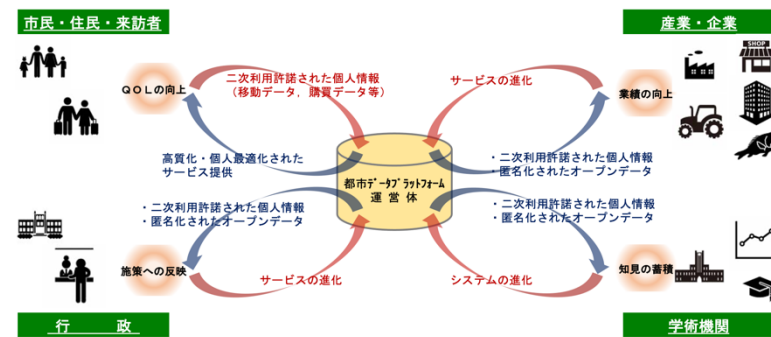 市民・住民・来訪者
産業・企業
SHOP
QOLの向上
二次利用許諾された個人情報
(移動データ，購買データ等)
サービスの進化
業績の向上
高質化・個人最適化された
サービス提供
都市ﾃﾞｰﾀﾌﾟﾗｯﾄﾌｫｰﾑ
運営体
・二次利用許諾された個人情報
・匿名化されたオープンデータ
・二次利用許諾された個人情報
・匿名化されたオープンデータ
・二次利用許諾された個人情報
・匿名化されたオープンデータ
施策への反映
サービスの進化
システムの進化
知見の蓄積
行　政
学術機関